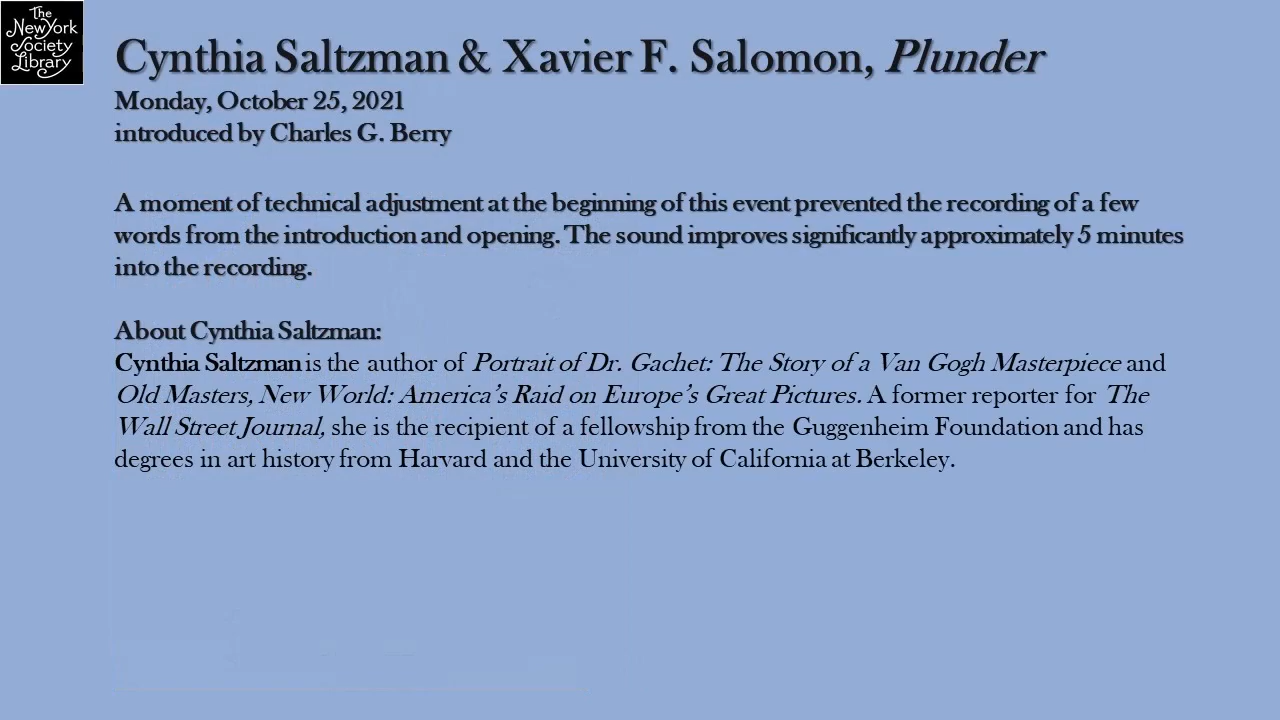 The
New York
Society
Library
Cynthia Saltzman & Xavier F. Salomon, Plunder
Monday, October 25, 2021
introduced by Charles G. Berry
A moment of technical adjustment at the beginning of this event prevented the recording of a few
words from the introduction and opening. The sound improves significantly approximately 5 minutes
into the recording.
About Cynthia Saltzman:
Cynthia Saltzman is the author of Portrait of Dr. Gachet: The Story of a Van Gogh Masterpiece and
Old Masters, New World: America’s Raid on Europe’s Great Pictures. A former reporter for The
Wall Street Journal, she is the recipient of a fellowship from the Guggenheim Foundation and has
degrees in art history from Harvard and the University of California at Berkeley.